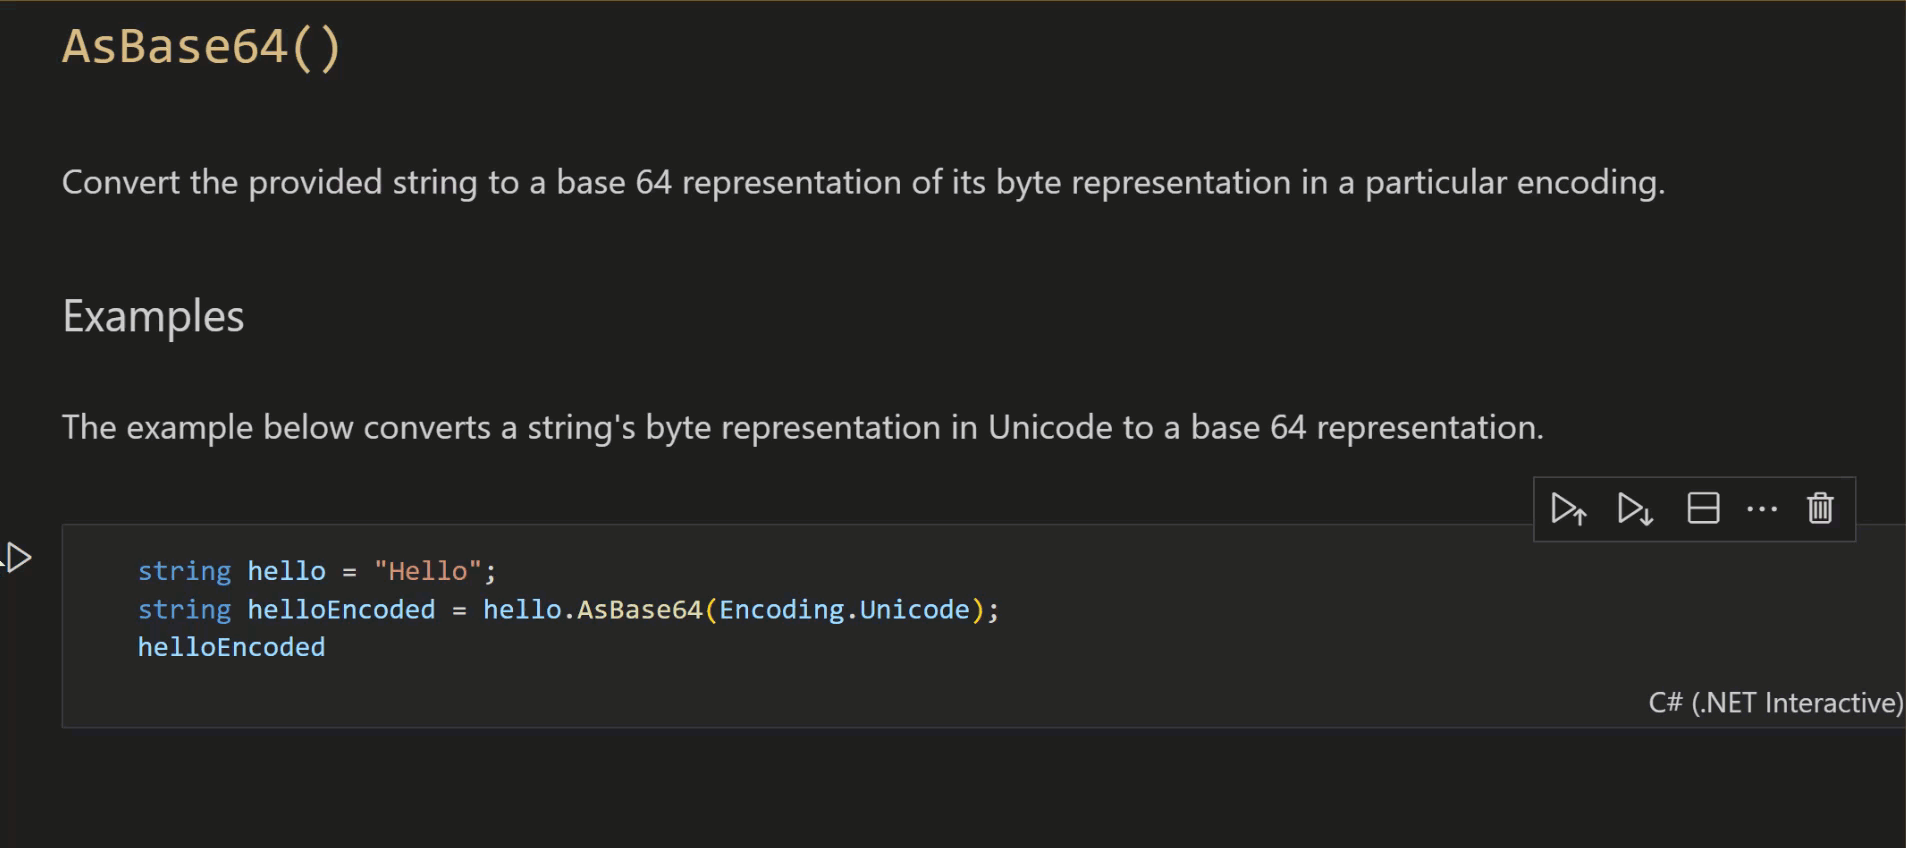 AsBase64()
Convert the provided string to a base 64 representation of its byte representation in a particular encoding.
Examples
The example below converts a string's byte representation in Unicode to a base 64 representation.
string hello = "Hello";
string helloEncoded = hello.AsBase64(Encoding.Unicode);
helloEncoded
C# (.NET Interactive)